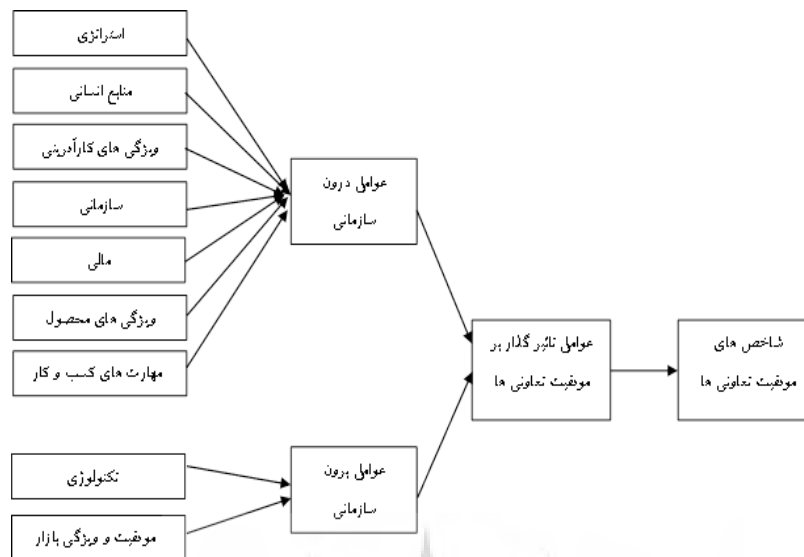 استراتژی
منابع انسانی
ویژگی های کارآفرینی
سازمانی
مالی
ویژگی های محصول
مهارت های کسب و کار
عوامل درون
سازمانی
تکنولوژی
موفقیت و ویژگی بازار
عوامل برون
سازمانی
عوامل تاثیر گذار بر
موفقیت تعاونی ها
شاخص های
موفقیت تعاونی ها